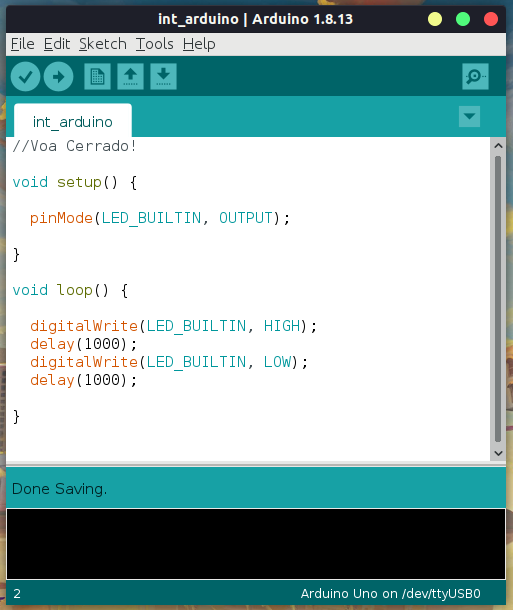 int_arduino | Arduino 1.8.13
File Edit Sketch Tools Help
int_arduino
//Voa Cerrado!
void setup() {
pinMode(LED_BUILTIN, OUTPUT);
}
void loop() {
digitalWrite(LED_BUILTIN, HIGH);
delay(1000);
digitalWrite(LED_BUILTIN, LOW);
delay(1000);
}
Done Saving.
2 Arduino Uno on /dev/ttyUSB0